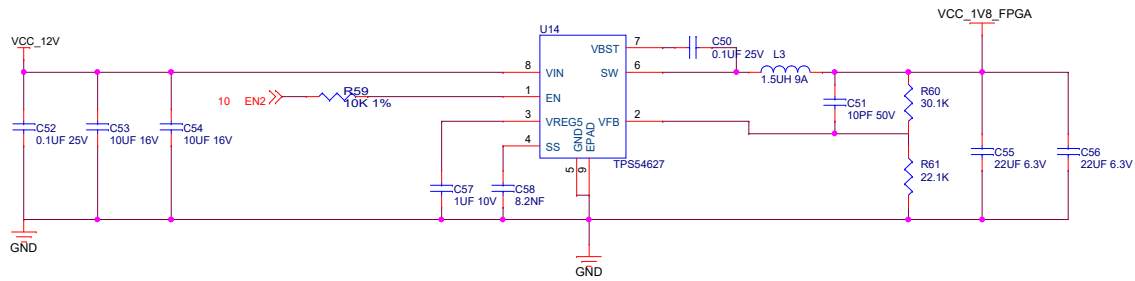 VCC_1V8_FPGA
VCC_12V
U14
7
VBST
C50
0.1UF 25V
L3
1.5UH 9A
8
VIN
SW
6
10
EN2
R59
10K 1%
1
EN
C51
10PF 50V
R60
30.1K
C52
0.1UF 25V
C53
10UF 16V
C54
10UF 16V
3
VREG5
VFB
2
4
SS
GND
EPAD
TPS54627
5
9
R61
22.1K
C55
22UF 6.3V
C56
22UF 6.3V
C57
1UF 10V
C58
8.2NF
GND
GND